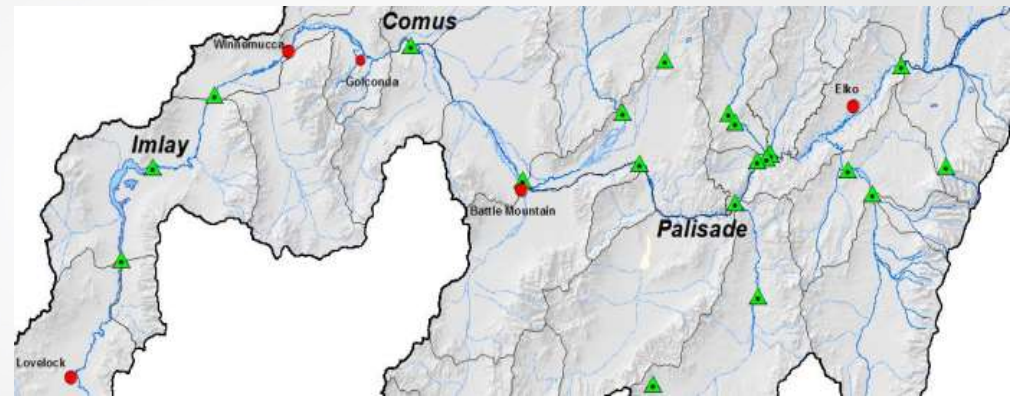 Comus
Winnemucca
Golconda
Elko
Imlay
Battle Mountain
Palisade
Lovelock